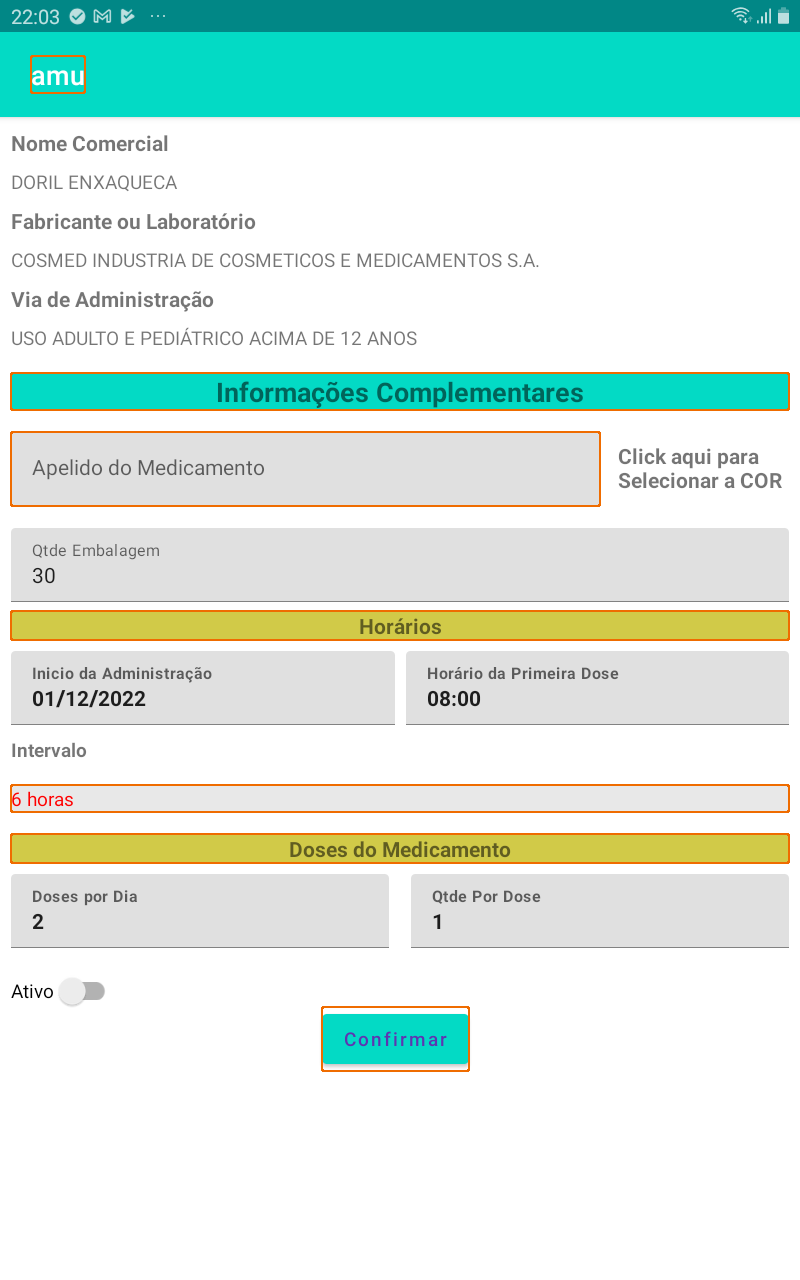 22:03
amu
Nome Comercial
DORIL ENXAQUECA
Fabricante ou Laboratório
COSMED INDUSTRIA DE COSMETICOS E MEDICAMENTOS S.A.
Via de Administração
USO ADULTO E PEDIÁTRICO ACIMA DE 12 ANOS
Informações Complementares
Apelido do Medicamento
Click aqui para
Selecionar a COR
Qtde Embalagem
30
Horários
Inicio da Administração
01/12/2022
Horário da Primeira Dose
08:00
Intervalo
6 horas
Doses do Medicamento
Doses por Dia
2
Qtde Por Dose
1
Ativo
Confirmar